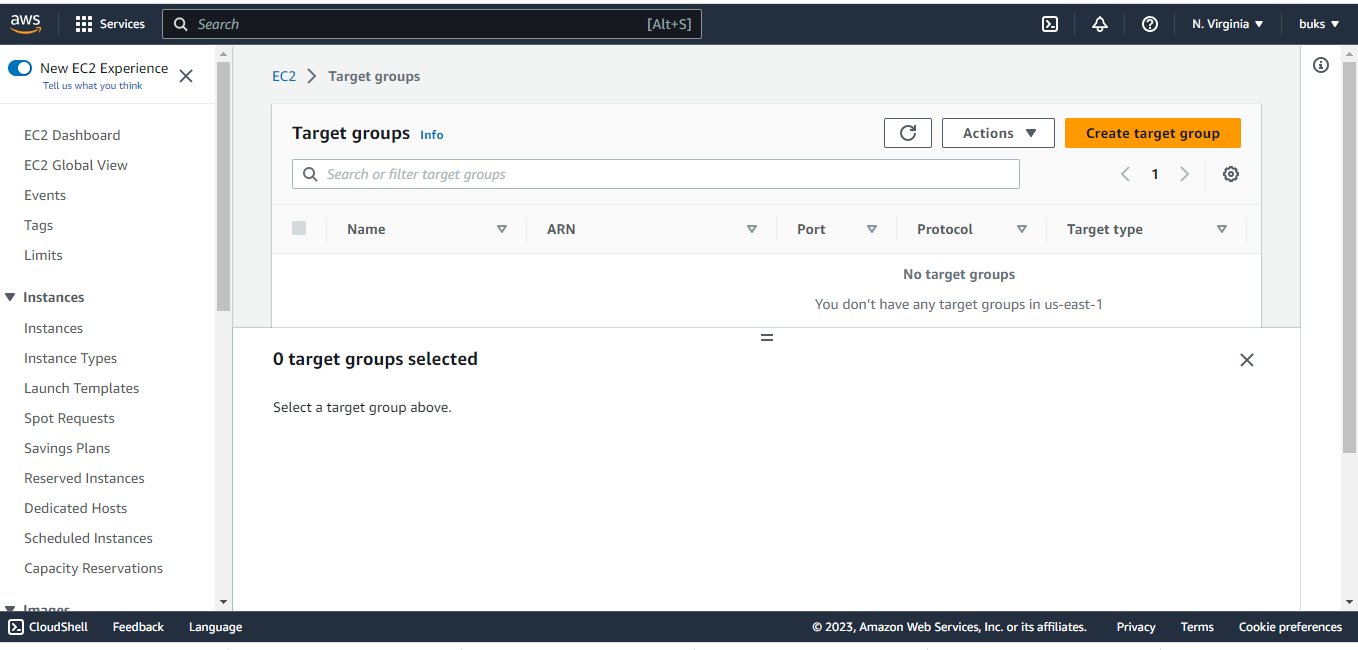 aws
Services
Search
[Alt+S]
N. Virginia
buks
New EC2 Experience
Tell us what you think
EC2 Dashboard
EC2 Global View
Events
Tags
Limits
Instances
Instances
Instance Types
Launch Templates
Spot Requests
Savings Plans
Reserved Instances
Dedicated Hosts
Scheduled Instances
Capacity Reservations
Images
EC2 > Target groups
Target groups Info
Actions
Create target group
Search or filter target groups
1
Name ARN Port Protocol Target type
No target groups
You don't have any target groups in us-east-1
0 target groups selected
Select a target group above.
CloudShell Feedback Language
© 2023, Amazon Web Services, Inc. or its affiliates. Privacy Terms Cookie preferences